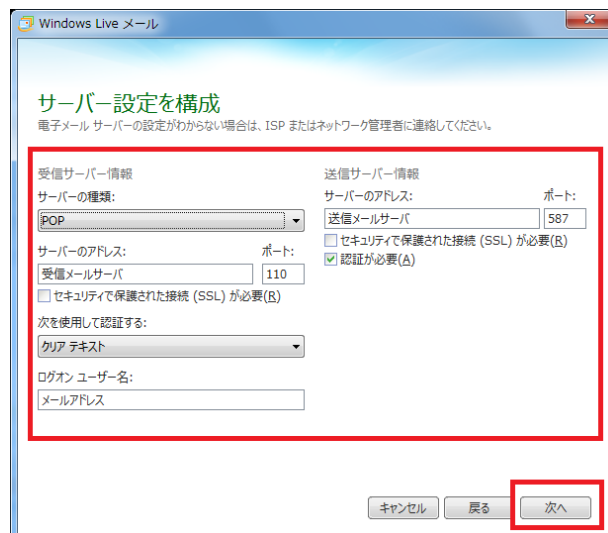 Windows Live メール
x
サーバー設定を構成
電子メール サーバーの設定がわからない場合は、ISP またはネットワーク管理者に連絡してください。
受信サーバー情報
サーバーの種類:
POP
サーバーのアドレス: ポート:
受信メールサーバ 110
セキュリティで保護された接続 (SSL) が必要(R)
次を使用して認証する:
クリア テキスト
ログオン ユーザー名:
メールアドレス
送信サーバー情報
サーバーのアドレス: ポート:
送信メールサーバ 587
セキュリティで保護された接続 (SSL) が必要(R)
認証が必要(A)
キャンセル 戻る 次へ